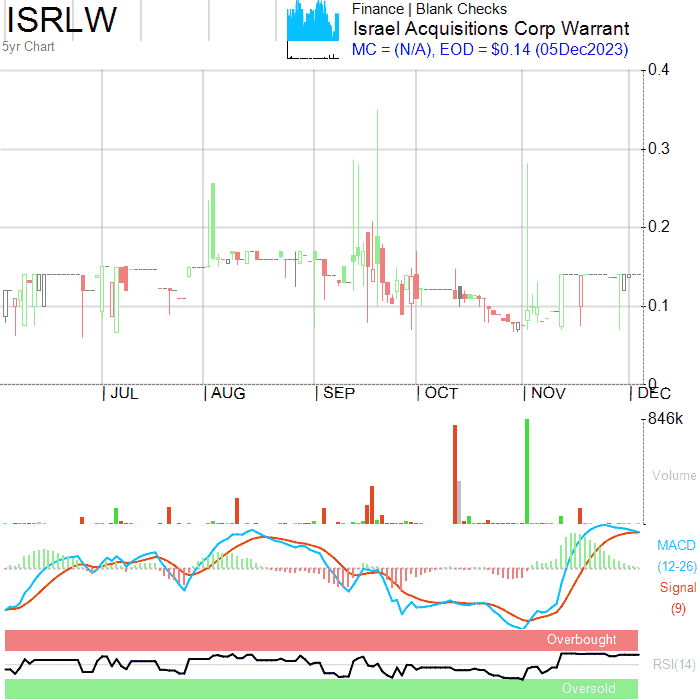 ISRLW
5yr Chart
Finance | Blank Checks
Israel Acquisitions Corp Warrant
MC = (N/A), EOD = $0.14 (05Dec2023)
0.4
0.3
0.2
0.1
0
| JUL | AUG | SEP | OCT | NOV | DEC
846k
Volume
MACD
(12-26)
Signal
(9)
Overbought
RSI(14)
Oversold